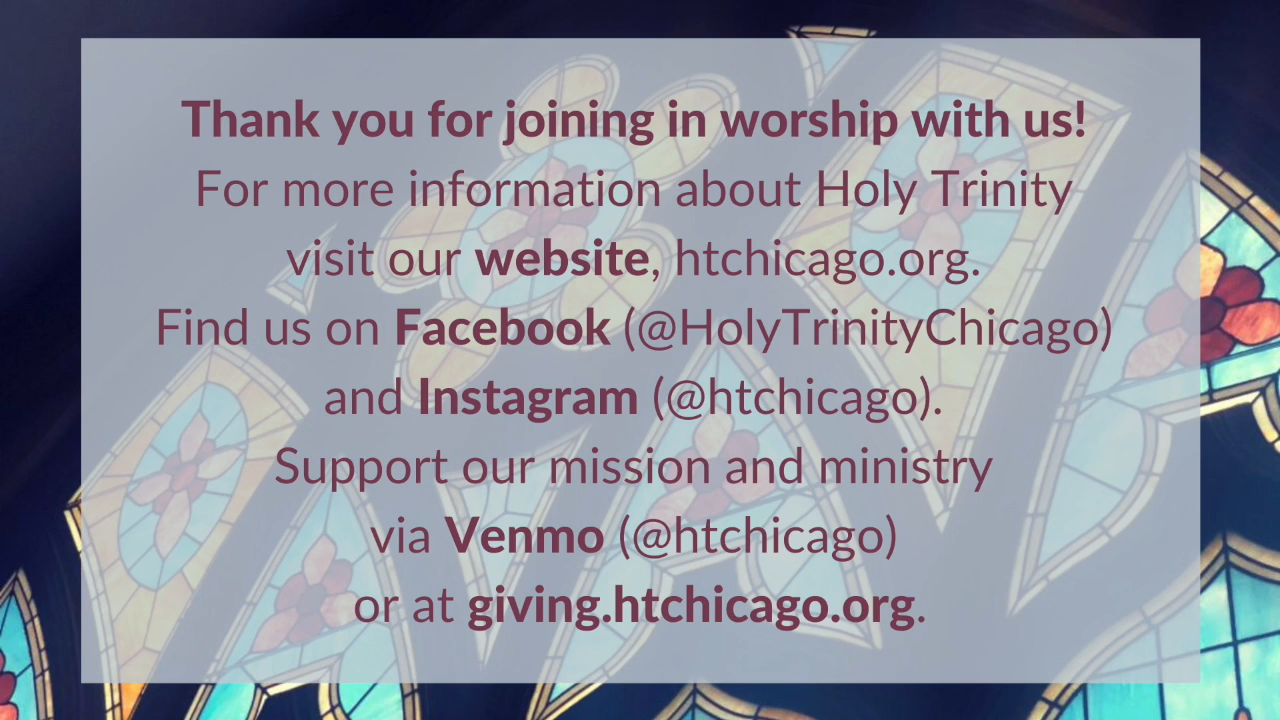 Thank you for joining in worship with us!
For more information about Holy Trinity
visit our website, htchicago.org.
Find us on Facebook (@HolyTrinityChicago)
and Instagram (@htchicago).
Support our mission and ministry
via Venmo (@htchicago)
or at giving.htchicago.org.